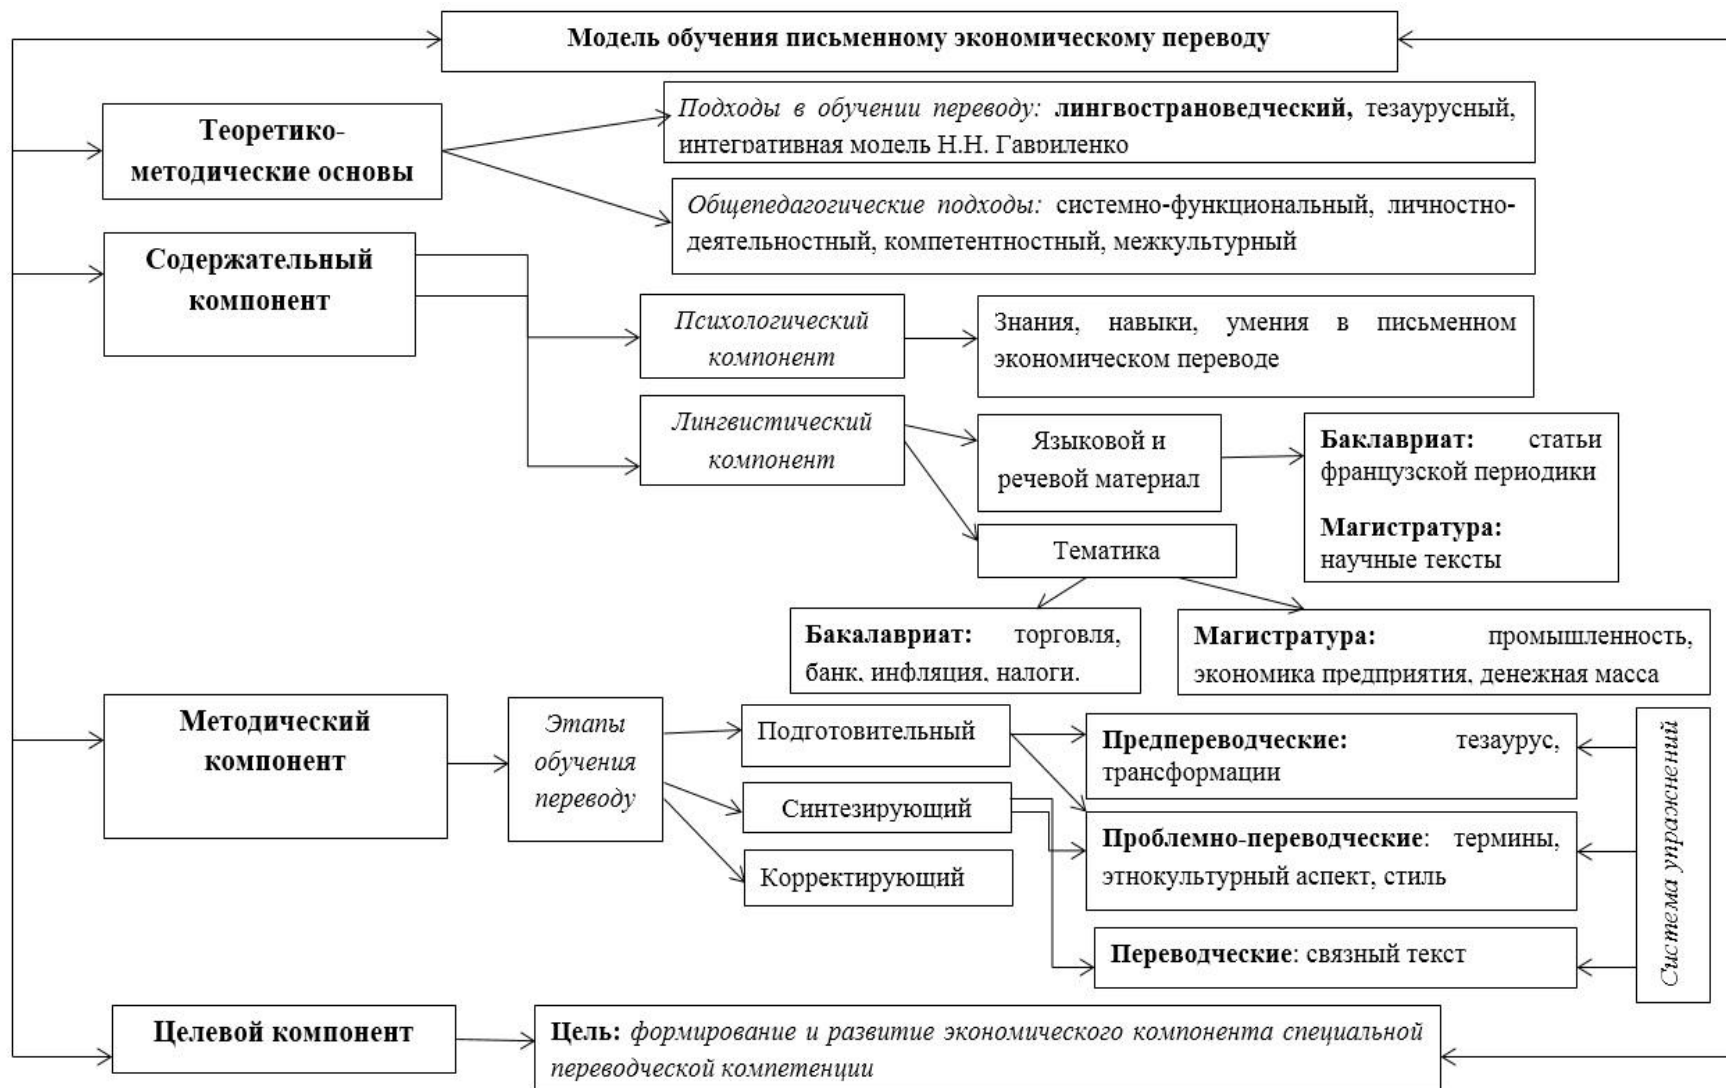 Модель обучения письменному экономическому переводу
Теоретико-
методические основы
Подходы в обучении переводу: лингвострановедческий, тезаурусный,
интегративная модель Н.Н. Гавриленко
Общепедагогические подходы: системно-функциональный, личностно-
деятельностный, компетентностный, межкультурный
Содержательный
компонент
Психологический
компонент
Знания, навыки, умения в письменном
экономическом переводе
Лингвистический
компонент
Языковой и
речевой материал
Баклавриат: статьи
французской периодики
Магистратура:
научные тексты
Тематика
Бакалавриат: торговля,
банк, инфляция, налоги.
Магистратура: промышленность,
экономика предприятия, денежная масса
Методический
компонент
Этапы
обучения
переводу
Подготовительный
Синтезирующий
Корректирующий
Предпереводческие: тезаурус,
трансформации
Проблемно-переводческие: термины,
этнокультурный аспект, стиль
Переводческие: связный текст
Система упражнений
Целевой компонент
Цель: формирование и развитие экономического компонента специальной
переводческой компетенции